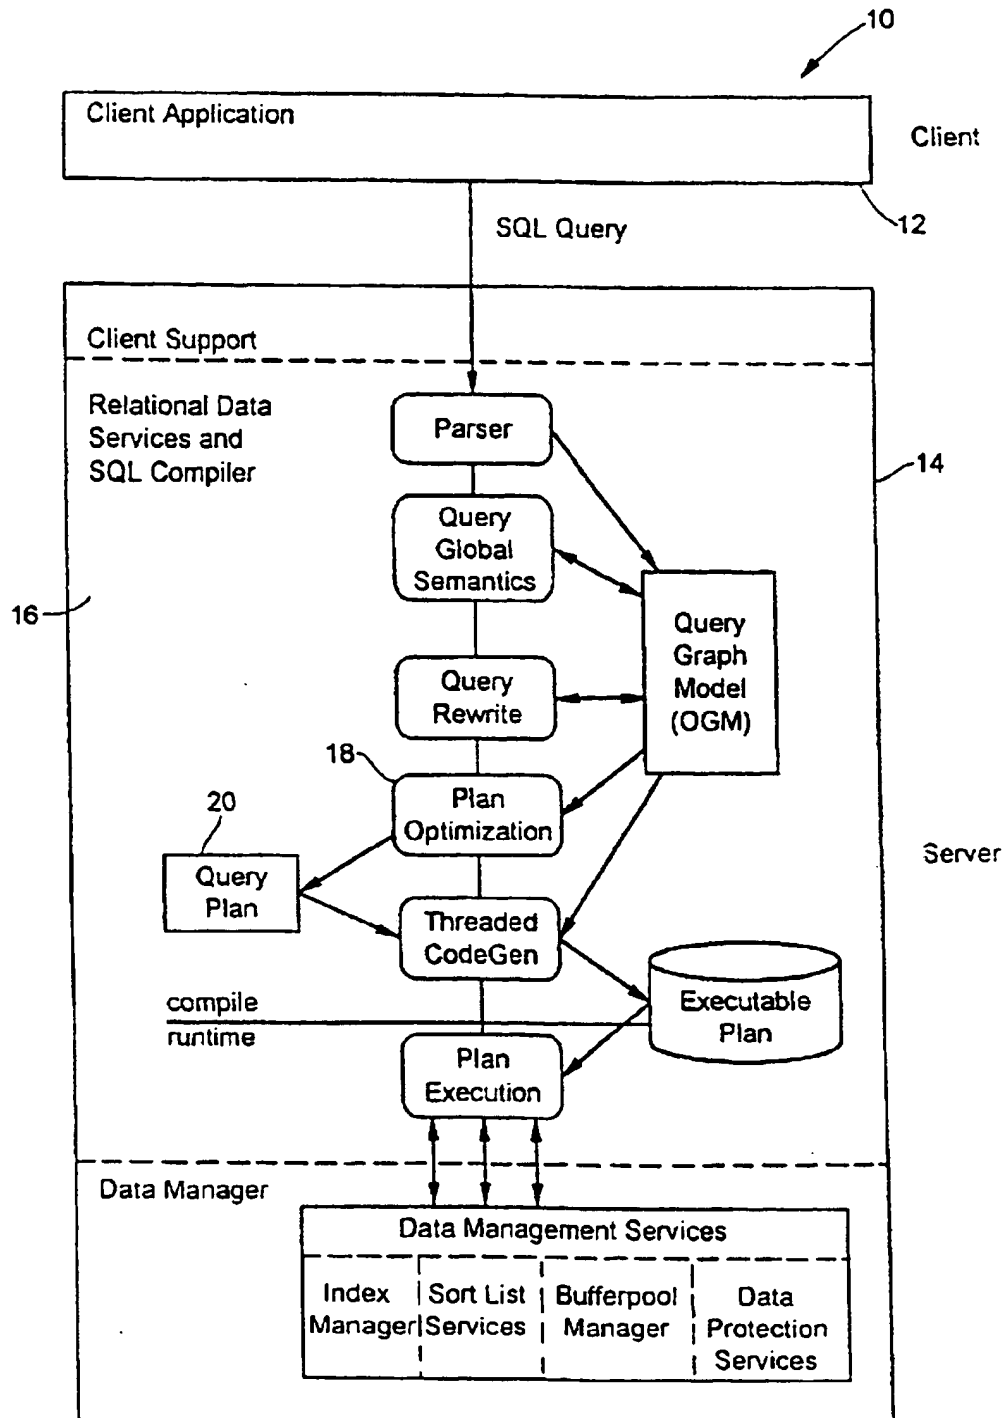 10
Client Application
Client
12
SQL Query
Client Support
Relational Data
Services and
SQL Compiler
Parser
14
Query
Global
Semantics
16
Query
Graph
Model
(OGM)
Query
Rewrite
18
Plan
Optimization
20
Query
Plan
Server
Threaded
CodeGen
Executable
Plan
compile
runtime
Plan
Execution
Data Manager
Data Management Services
Index
Manager
Sort List
Services
Bufferpool
Manager
Data
Protection
Services